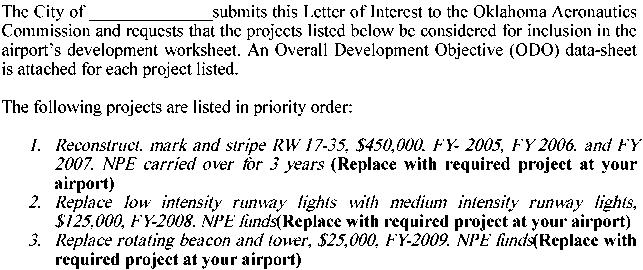 The City of _______________submits this Letter of Interest to the Oklahoma Aeronautics
Commission and requests that the projects listed below be considered for inclusion in the
airport's development worksheet. An Overall Development Objective (ODO) data-sheet
is attached for each project listed.
The following projects are listed in priority order:
1. Reconstruct. mark and stripe RW 17-35, $450,000. FY- 2005, FY 2006. and FY
2007. NPE carried over for 3 years (Replace with required project at your
airport)
2. Replace low intensity runway lights with medium intensity runway lights,
$125,000, FY-2008. NPE funds(Replace with required project at your airport)
3. Replace rotating beacon and tower, $25,000, FY-2009. NPE funds(Replace with
required project at your airport)